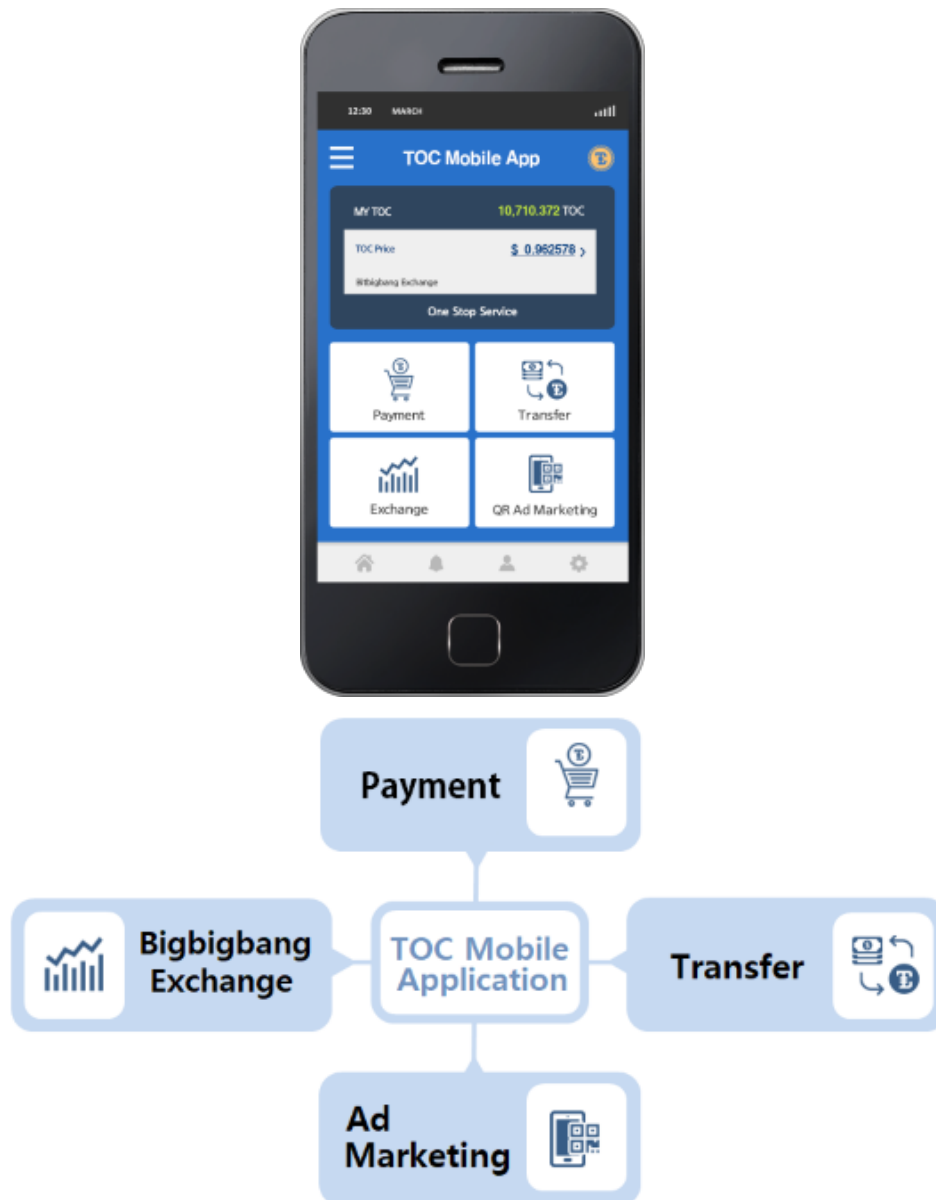 12:30 MARCH
TOC Mobile App
MY TOC 10,710.372 TOC
TOC Price $ 0.962578 >
Bitbigbang Exchange
One Stop Service
Payment Transfer
Exchange QR Ad Marketing
Payment
Bigbigbang
Exchange
TOC Mobile
Application
Transfer
Ad
Marketing